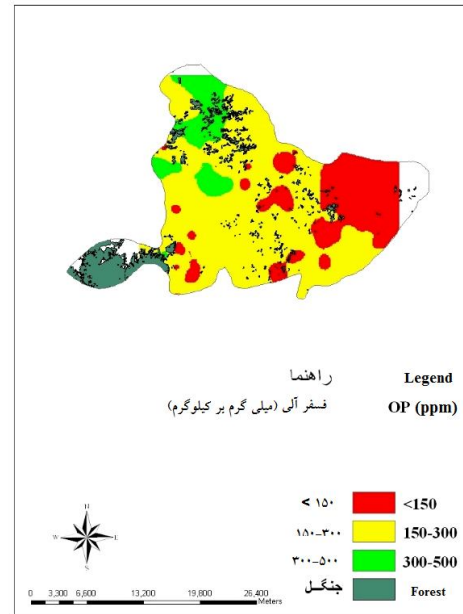 راهنما Legend
فسفر آلی (میلی گرم بر کیلوگرم) OP (ppm)
< ۱۵۰ <150
۱۵۰-۳۰۰ 150-300
۳۰۰-۵۰۰ 300-500
جنگل Forest
N
W E
S
0 3,300 6,600 13,200 19,800 26,400
Meters